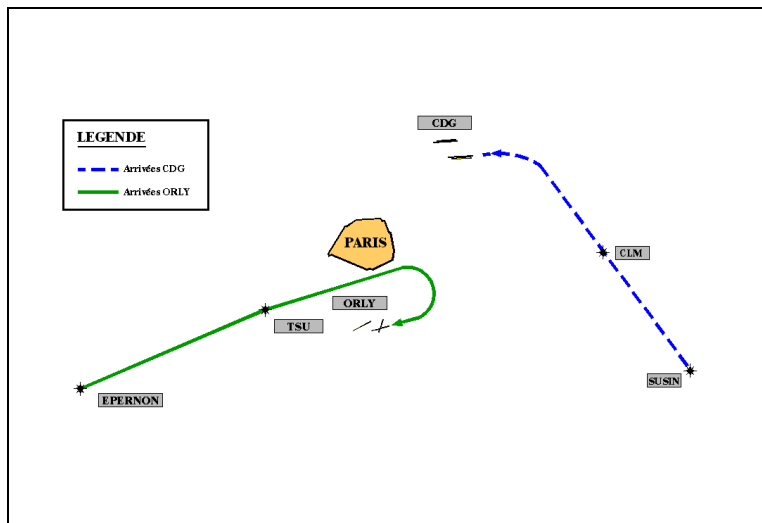 CDG
LEGENDE
Arrivées CDG
Arrivées ORLY
PARIS
CLM
ORLY
TSU
SUSIN
EPERNON